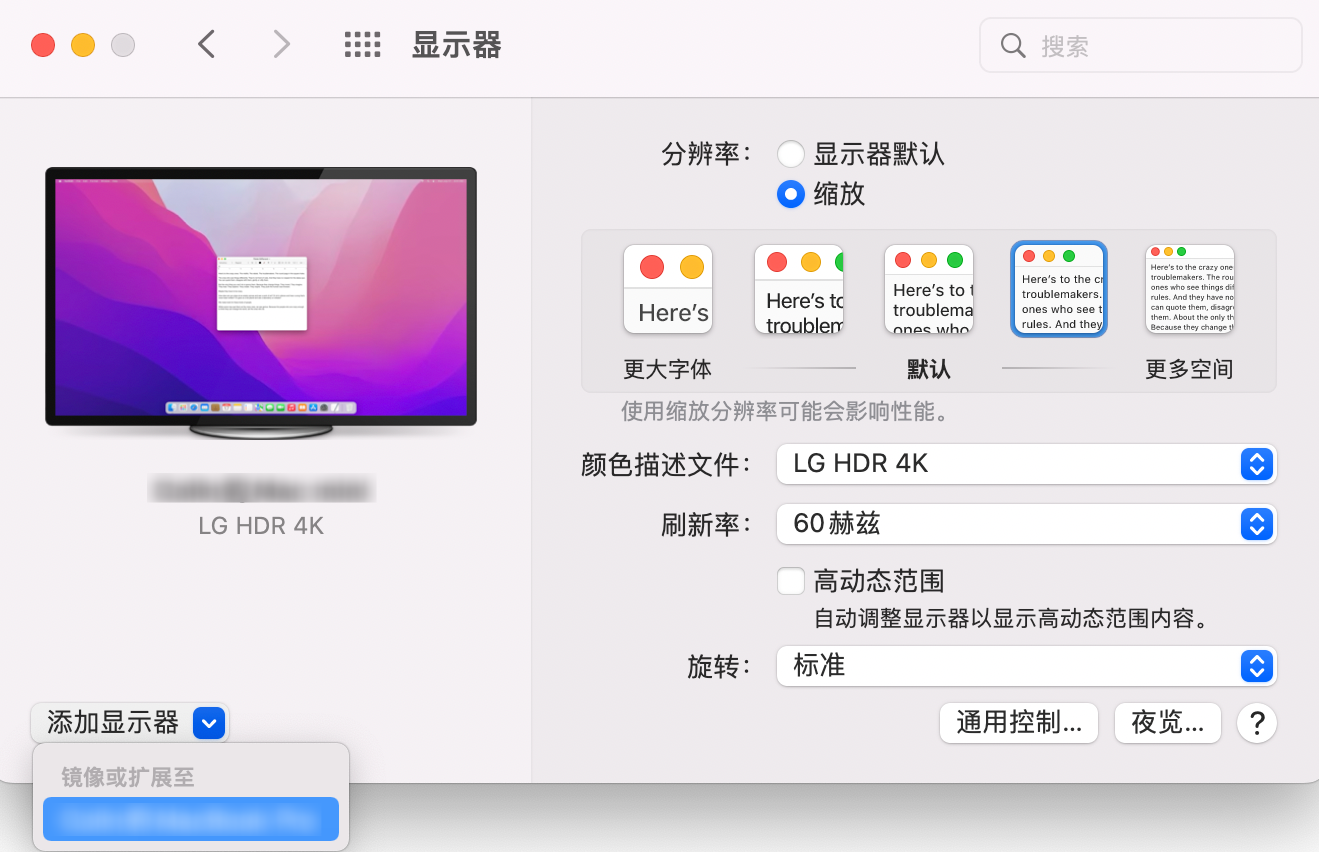 显示器
搜索
分辨率：
显示器默认
缩放
Here's
Here's to
troublem
Here's to t
troublema
ones who
Here's to the cr
troublemakers.
ones who see t
rules. And they
Here's to the crazy one
troublemakers. The rou
ones who see things dif
rules. And they have no
can quote them, disagre
them. About the only th
Because they change th
更大字体
默认
更多空间
使用缩放分辨率可能会影响性能。
颜色描述文件：
LG HDR 4K
刷新率：
60赫兹
高动态范围
自动调整显示器以显示高动态范围内容。
旋转：
标准
LG HDR 4K
添加显示器
通用控制...
夜览...
?
镜像或扩展至